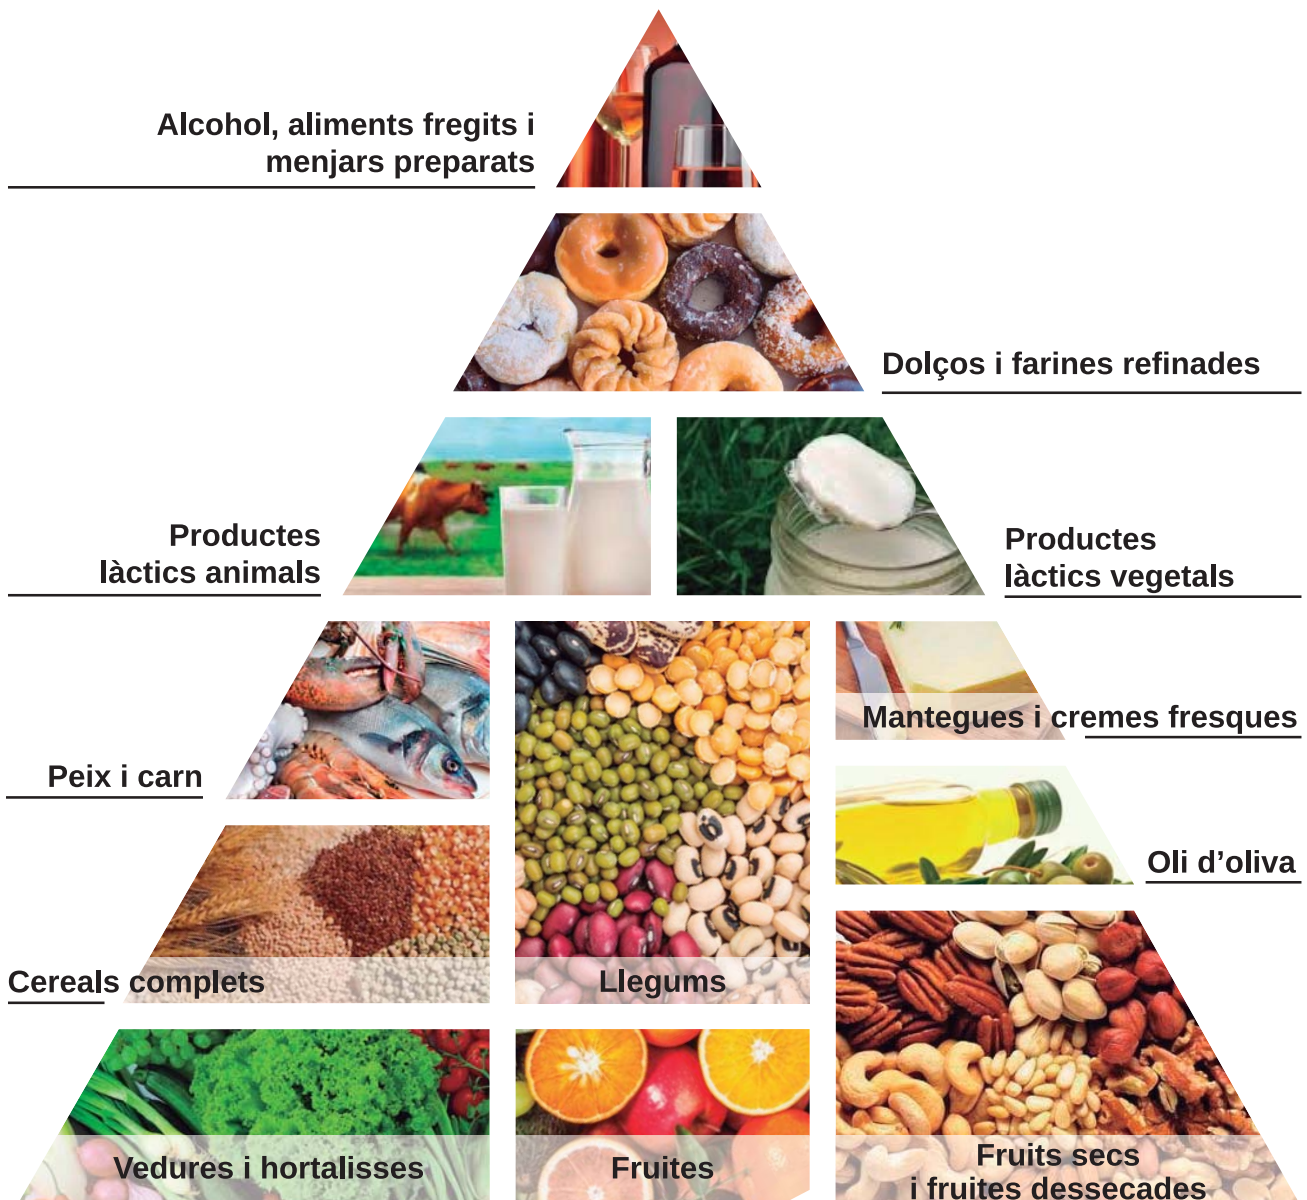 Alcohol, aliments fregits i
menjars preparats
Dolços i farines refinades
Productes
làctics animals
Productes
làctics vegetals
Mantegues i cremes fresques
Peix i carn
Oli d’oliva
Cereals complets
Llegums
Vedures i hortalisses
Fruites
Fruits secs
i fruites dessecades